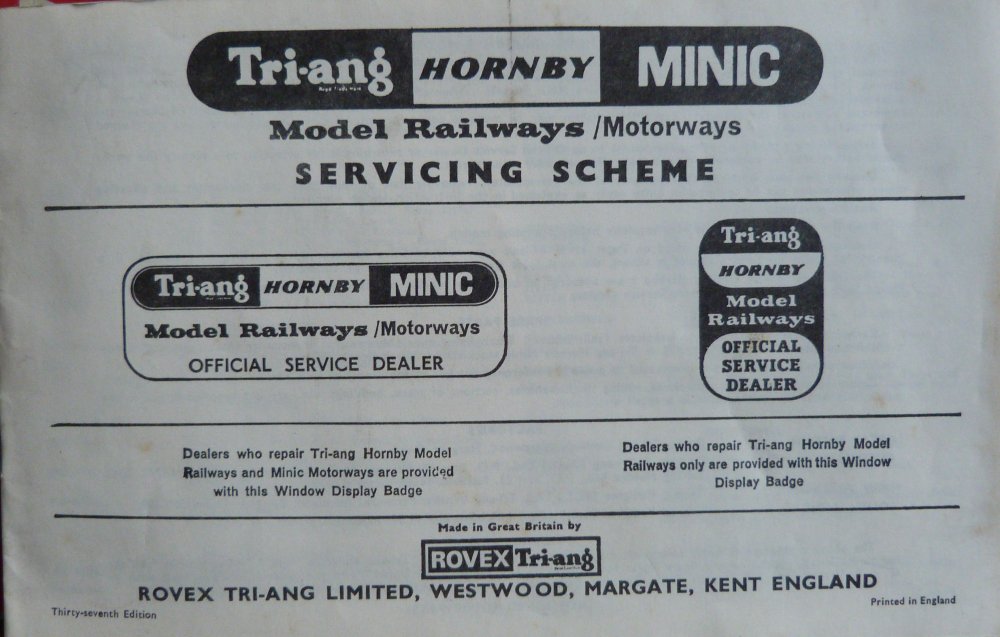 Tri-ang HORNBY MINIC
Model Railways /Motorways
SERVICING SCHEME
Tri-ang HORNBY MINIC
Model Railways /Motorways
OFFICIAL SERVICE DEALER
Tri-ang
HORNBY
Model
Railways
OFFICIAL
SERVICE
DEALER
Dealers who repair Tri-ang Hornby Model
Railways and Minic Motorways are provided
with this Window Display Badge
Dealers who repair Tri-ang Hornby Model
Railways only are provided with this Window
Display Badge
Made in Great Britain by
ROVEX Tri-ang
ROVEX TRI-ANG LIMITED, WESTWOOD, MARGATE, KENT ENGLAND
Thirty-seventh Edition
Printed in England